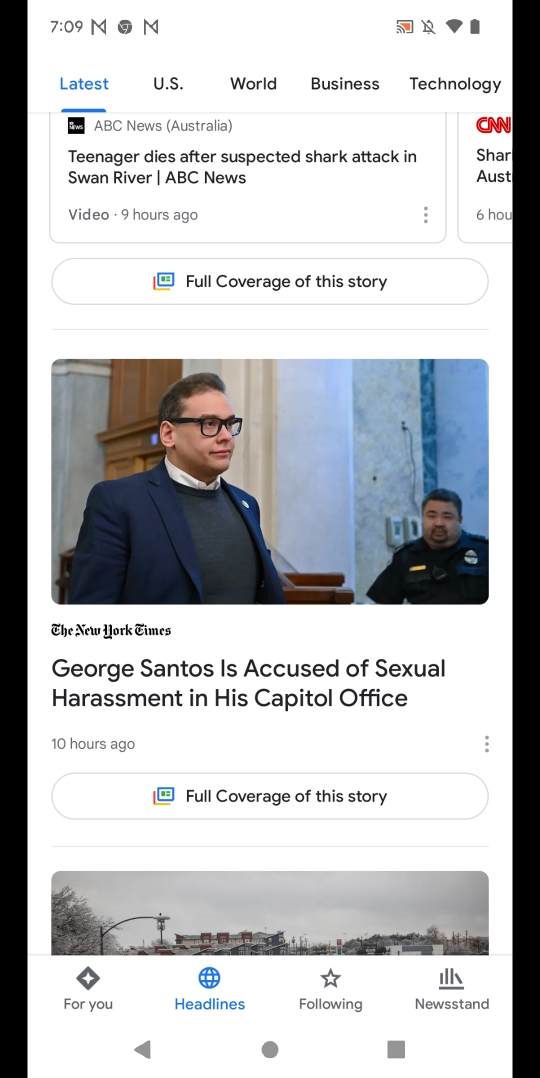 7:09
Latest U.S. World Business Technology
ABC News (Australia)
Teenager dies after suspected shark attack in
Swan River | ABC News
Video · 9 hours ago
CNN
Shar
Aust
6 hou
Full Coverage of this story
The New York Times
George Santos Is Accused of Sexual
Harassment in His Capitol Office
10 hours ago
Full Coverage of this story
For you Headlines Following Newsstand